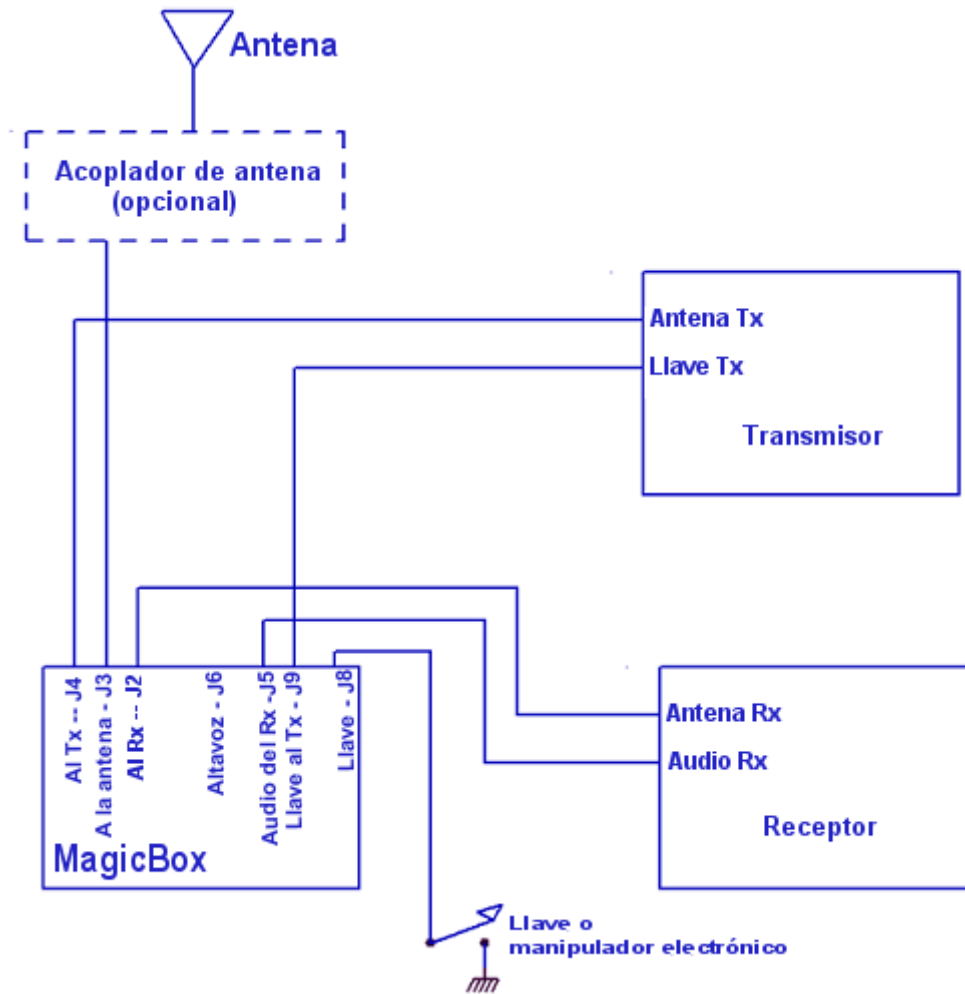 Antena
Acoplador de antena
(opcional)
Antena Tx
Llave Tx
Transmisor
Al Tx -- J4
A la antena - J3
Al Rx -- J2
Altavoz - J6
Audio del Rx -J5
Llave al Tx - J9
Llave - J8
MagicBox
Antena Rx
Audio Rx
Receptor
Llave o
manipulador electrónico